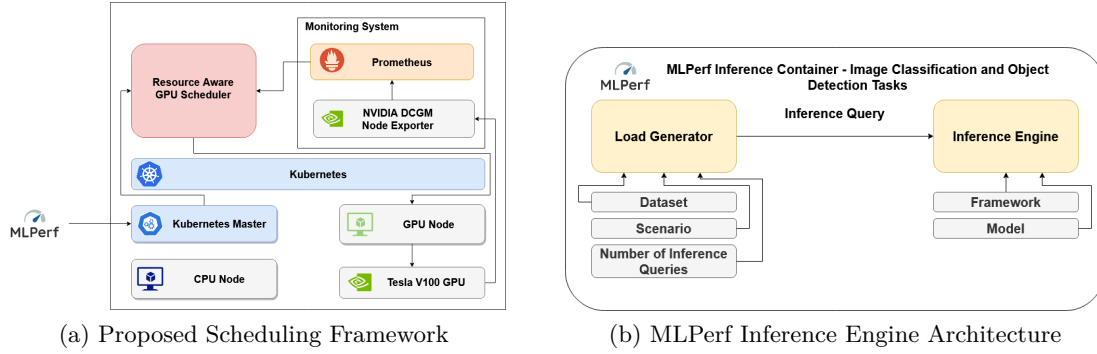 Monitoring System
Resource Aware
GPU Scheduler
Prometheus
NVIDIA DCGM
Node Exporter
Kubernetes
MLPerf
Kubernetes Master
GPU Node
CPU Node
Tesla V100 GPU
(a) Proposed Scheduling Framework
MLPerf
MLPerf Inference Container - Image Classification and Object
Detection Tasks
Load Generator
Inference Query
Inference Engine
Dataset
Scenario
Number of Inference
Queries
Framework
Model
(b) MLPerf Inference Engine Architecture